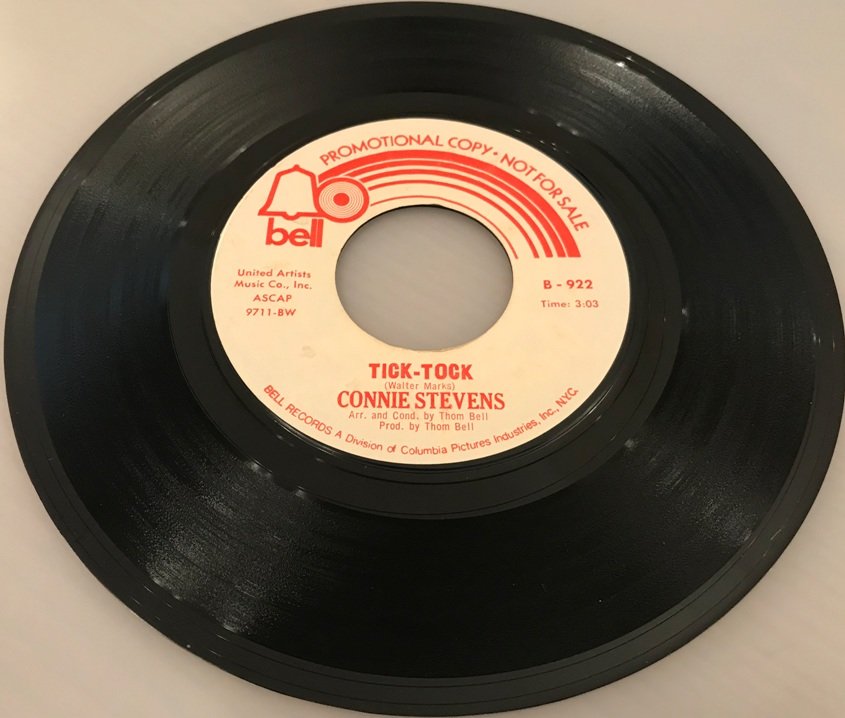 PROMOTIONAL COPY • NOT FOR SALE
bell
United Artists
Music Co., Inc.
ASCAP
9711-BW
B - 922
Time: 3:03
TICK-TOCK
(Walter Marks)
CONNIE STEVENS
Arr. and Cond. by Thom Bell
Prod. by Thom Bell
BELL RECORDS A Division of Columbia Pictures Industries, Inc., N.Y.C.